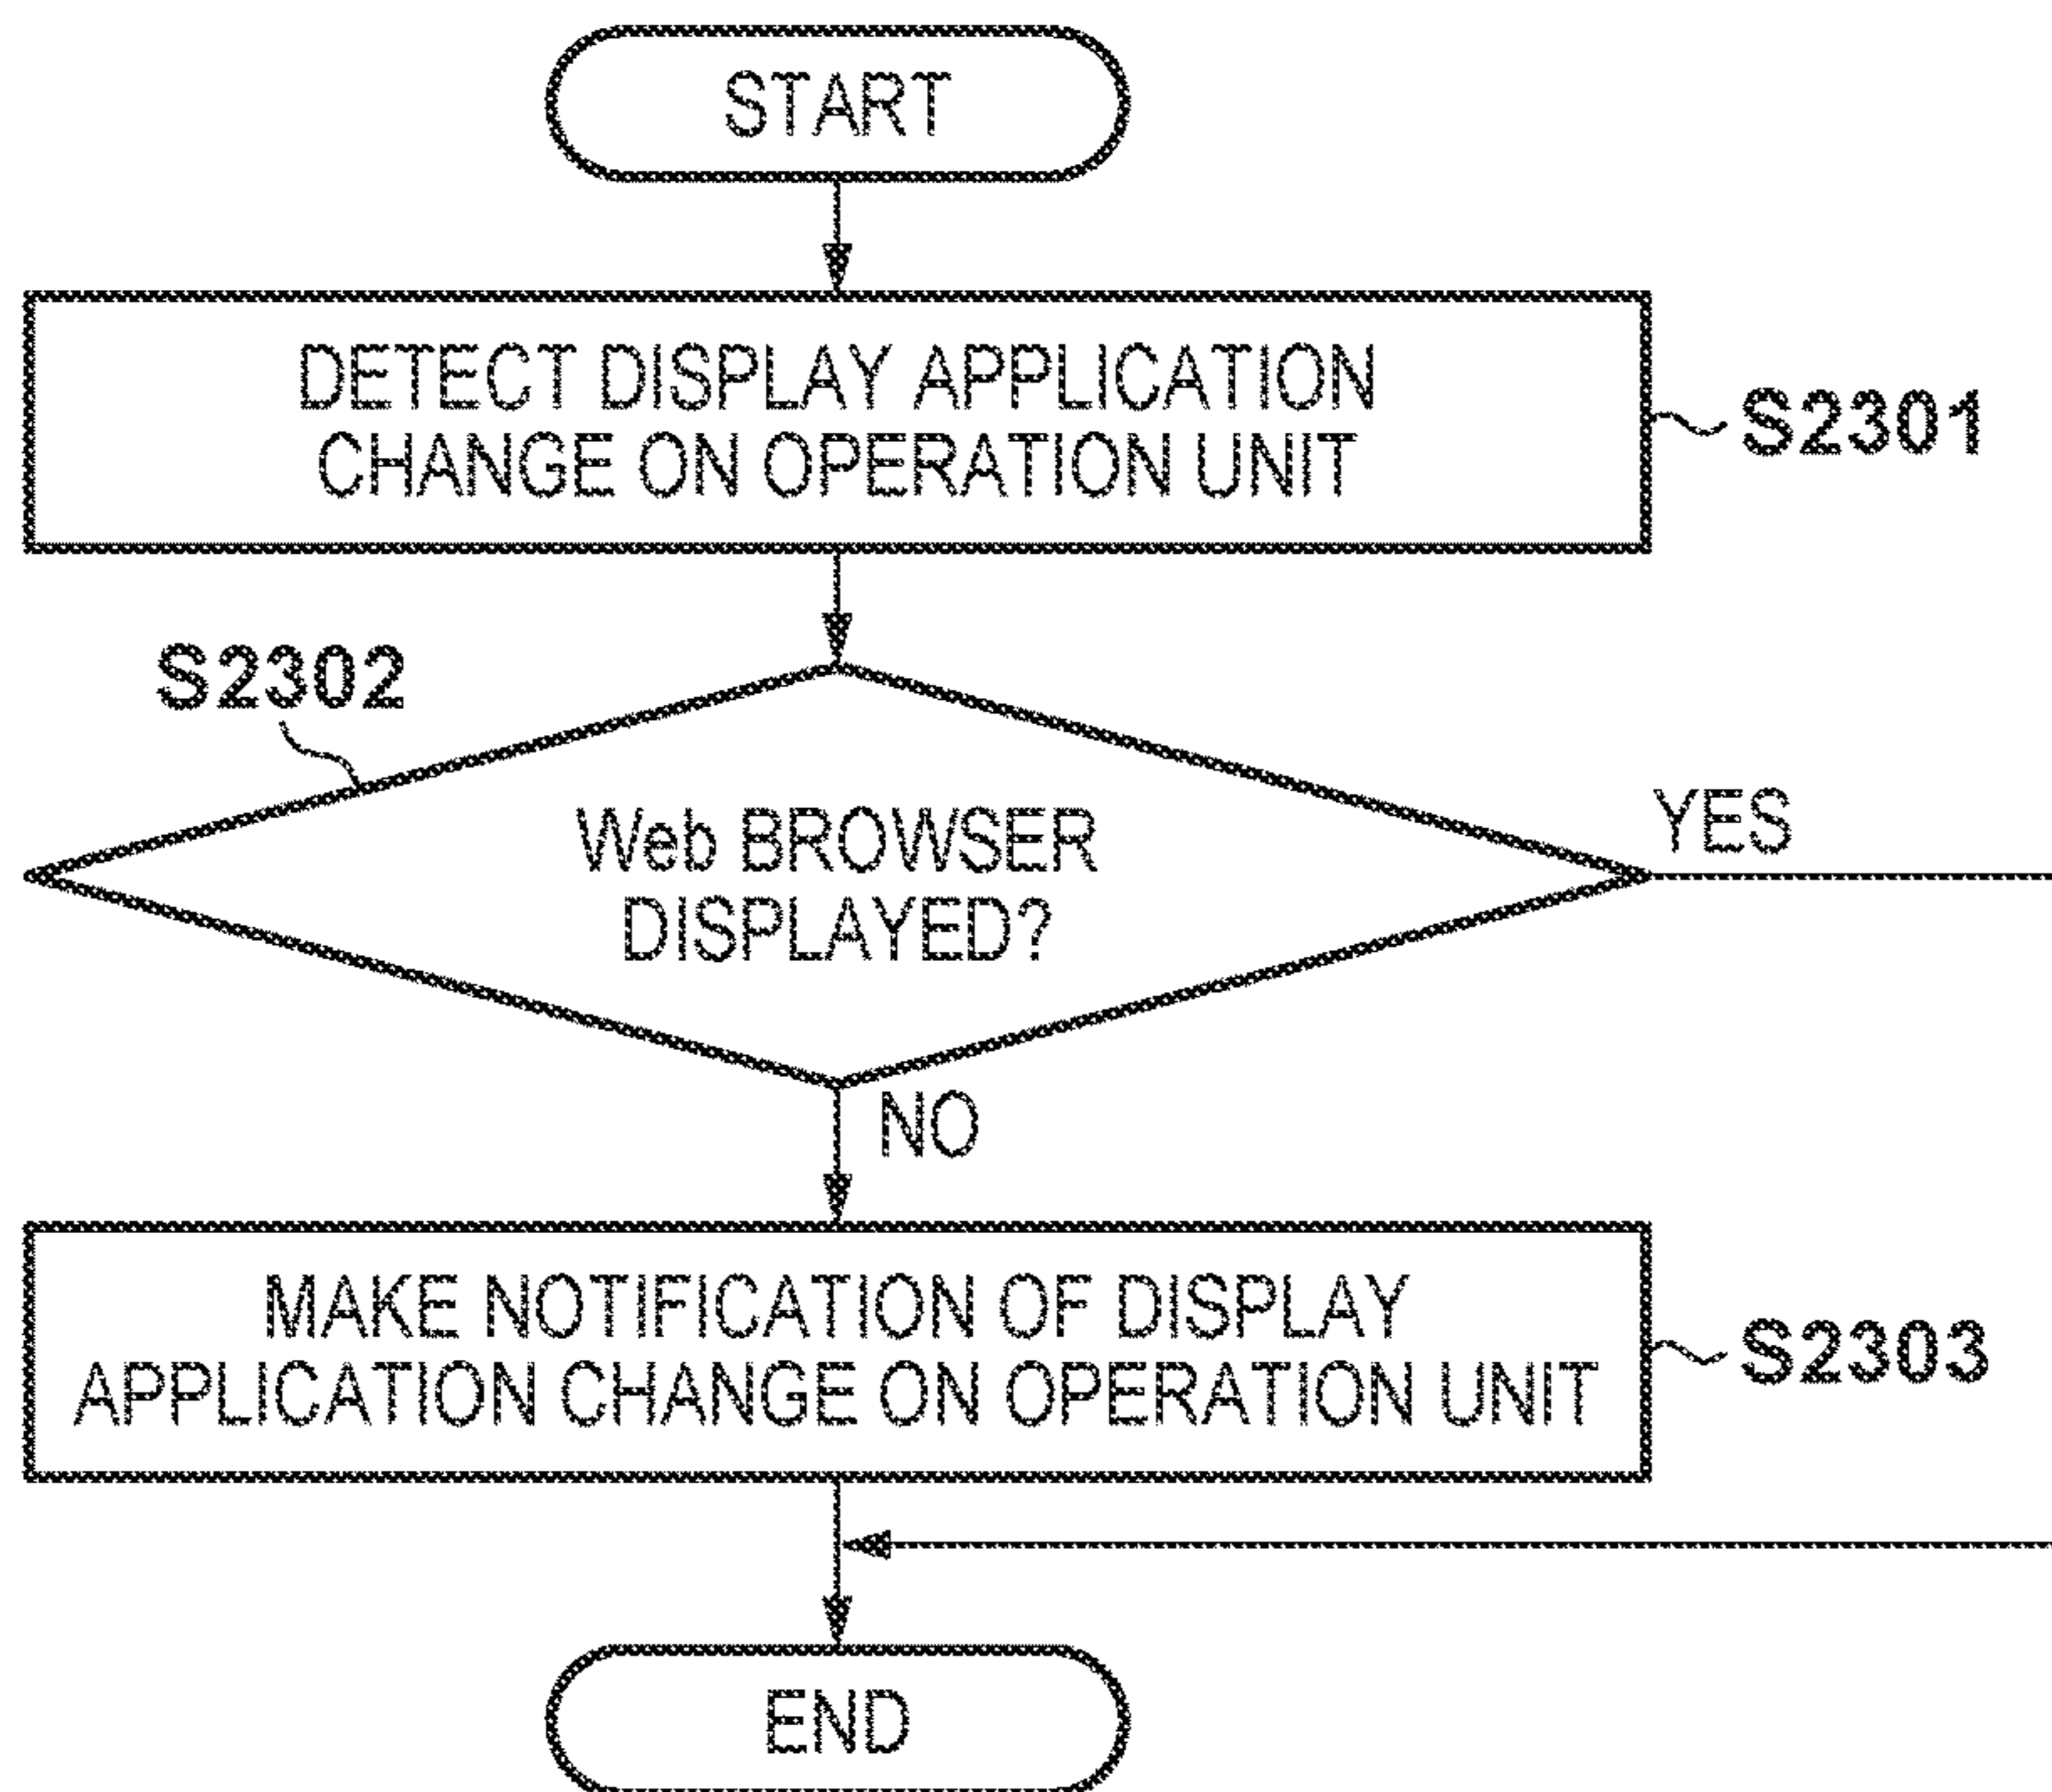 START
DETECT DISPLAY APPLICATION
CHANGE ON OPERATION UNIT
S2301
S2302
Web BROWSER
DISPLAYED?
YES
NO
MAKE NOTIFICATION OF DISPLAY
APPLICATION CHANGE ON OPERATION UNIT
S2303
END